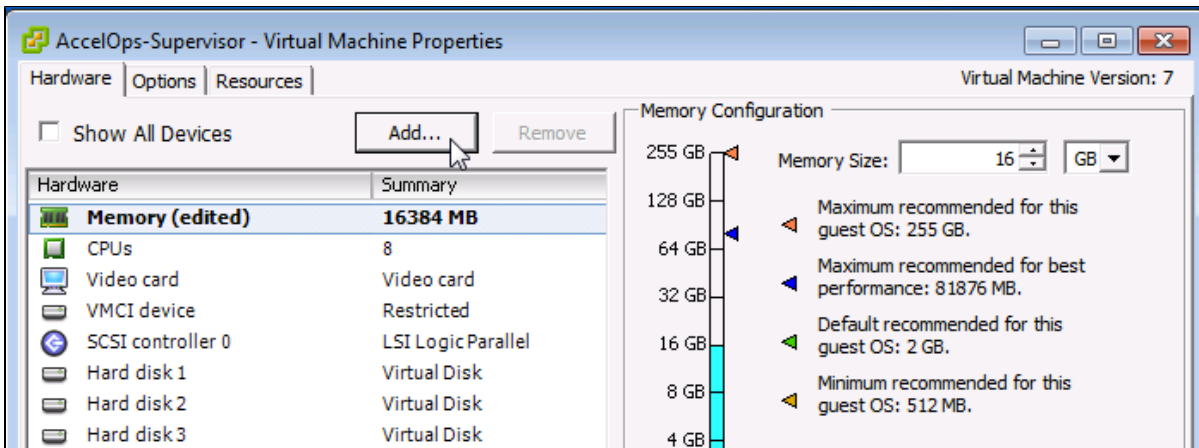 AccelOps-Supervisor - Virtual Machine Properties
Hardware Options Resources Virtual Machine Version: 7
Show All Devices Add... Remove
Hardware Summary
Memory (edited) 16384 MB
CPUs 8
Video card Video card
VMCI device Restricted
SCSI controller 0 LSI Logic Parallel
Hard disk 1 Virtual Disk
Hard disk 2 Virtual Disk
Hard disk 3 Virtual Disk
Memory Configuration
255 GB
128 GB
64 GB
32 GB
16 GB
8 GB
4 GB
Memory Size: 16 GB
Maximum recommended for this
guest OS: 255 GB.
Maximum recommended for best
performance: 81876 MB.
Default recommended for this
guest OS: 2 GB.
Minimum recommended for this
guest OS: 512 MB.